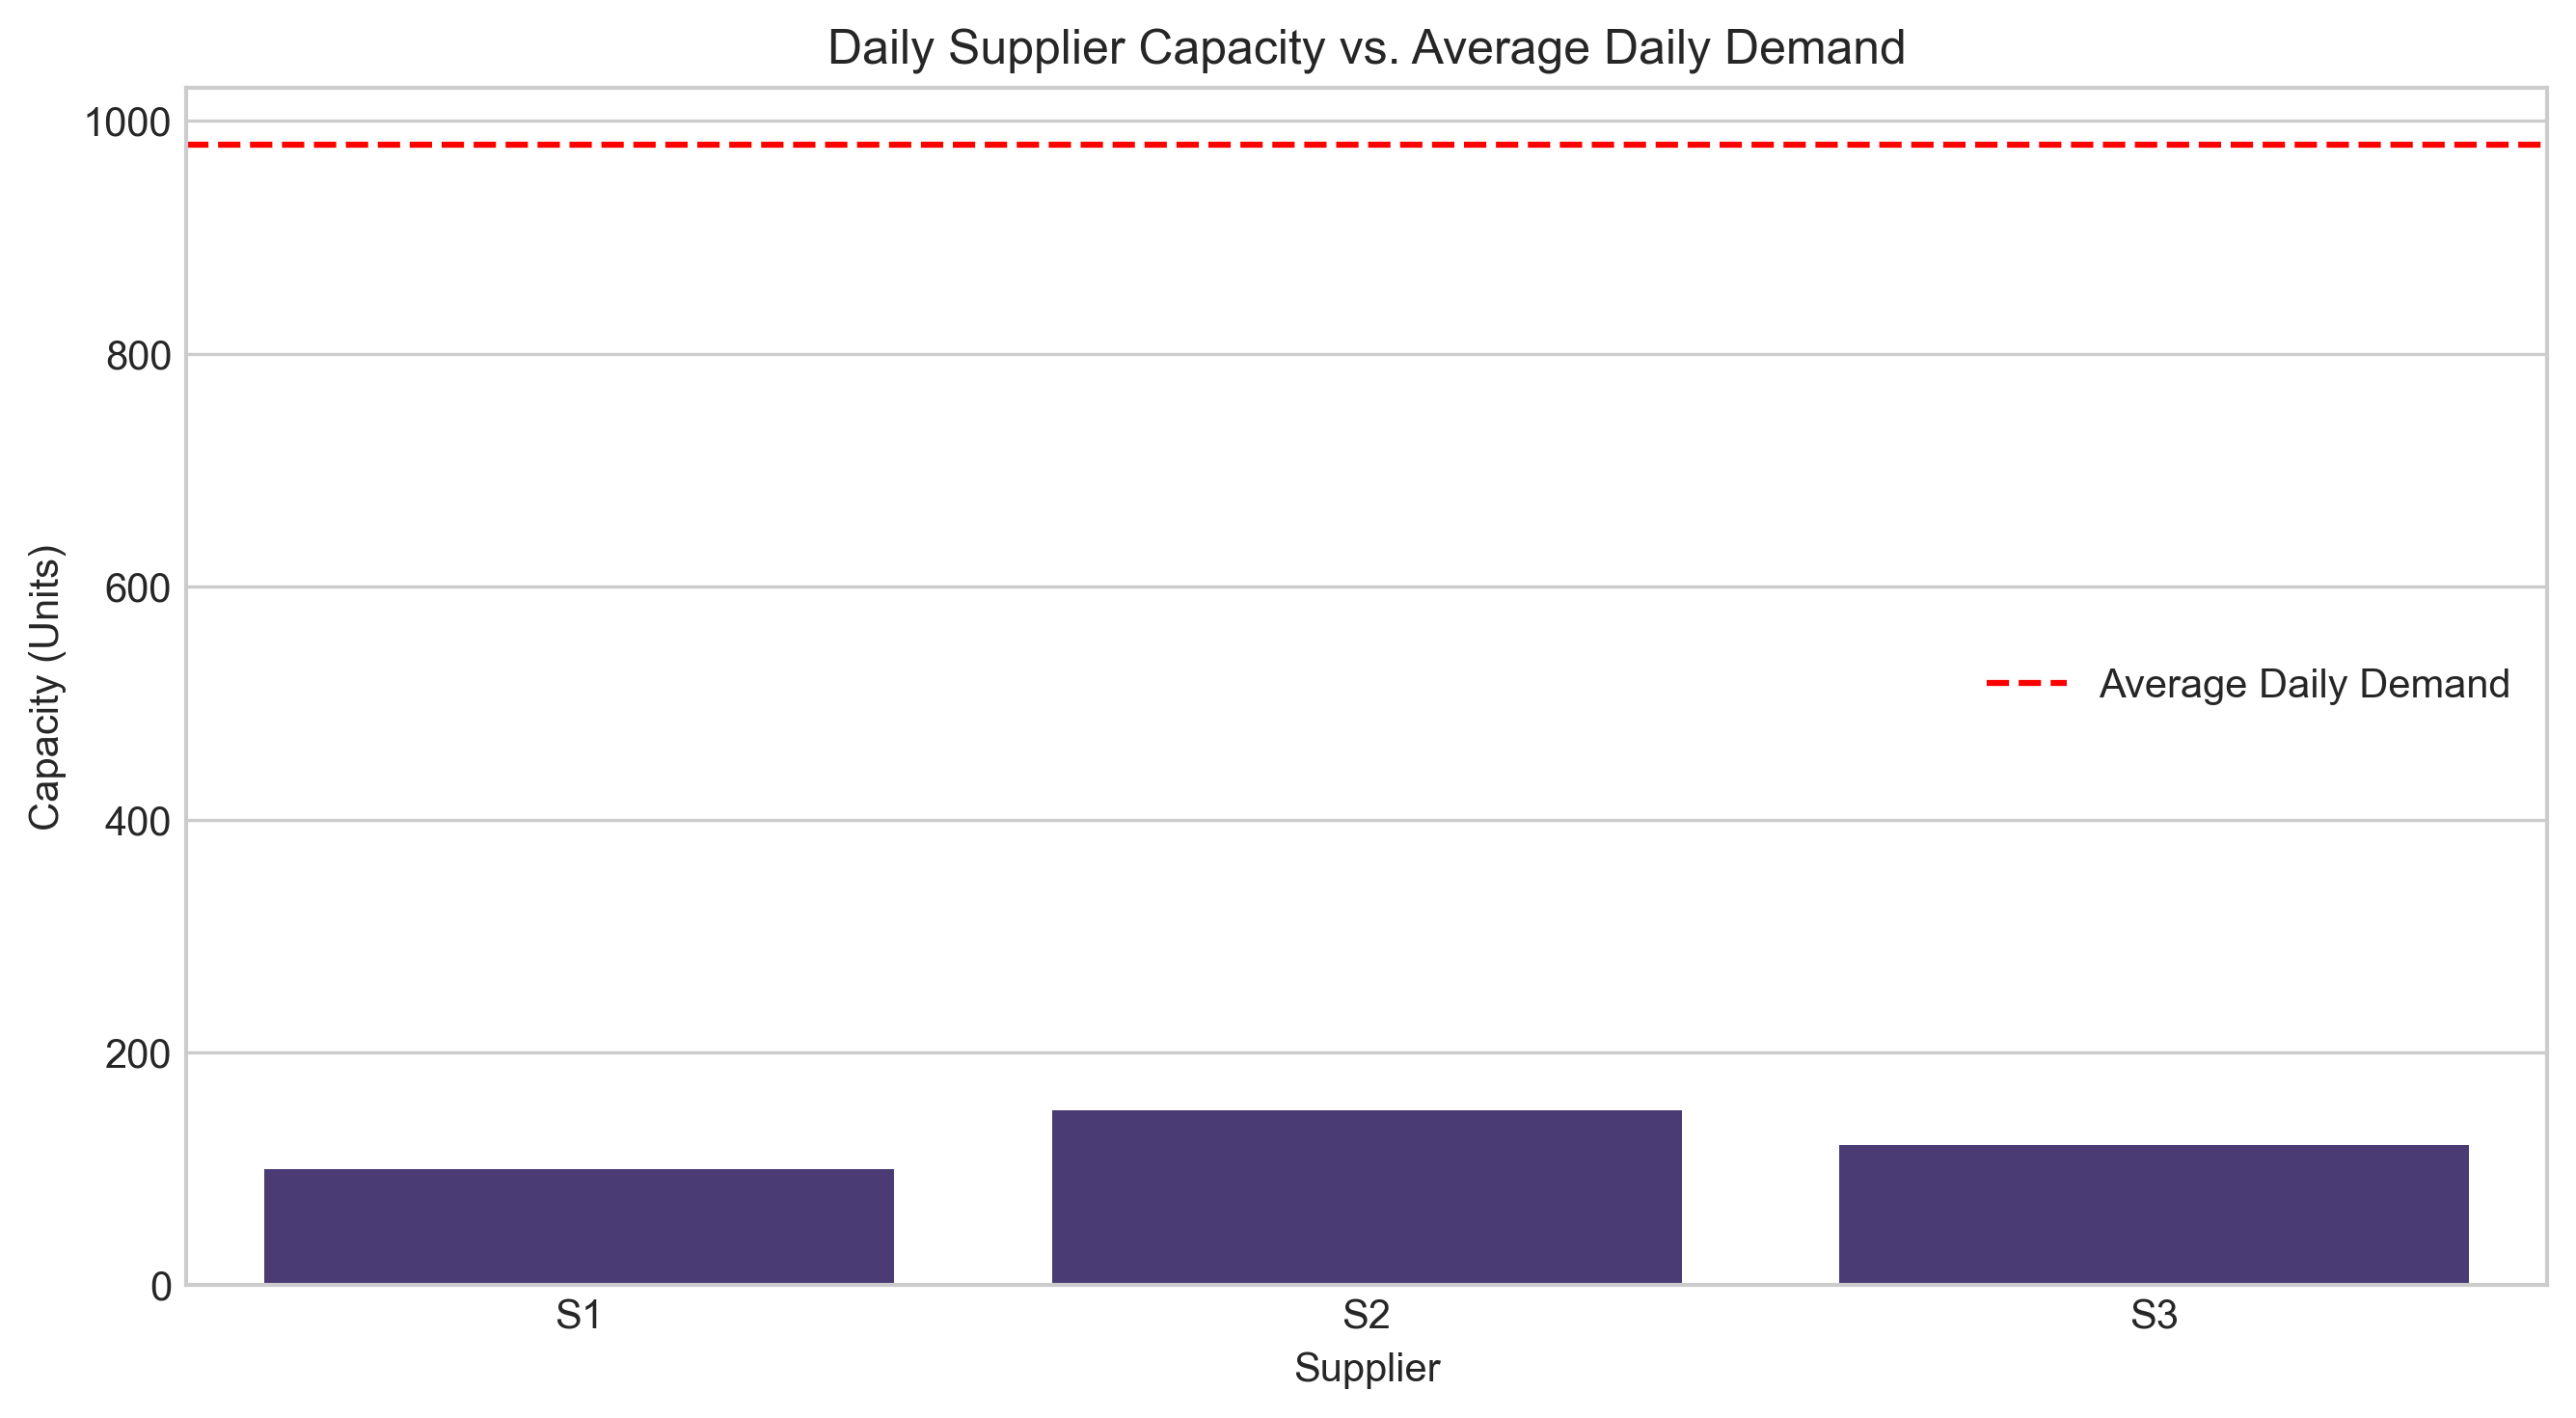 Daily Supplier Capacity vs. Average Daily Demand
1000
800
600
400
200
0
Capacity (Units)
Average Daily Demand
S1
S2
S3
Supplier